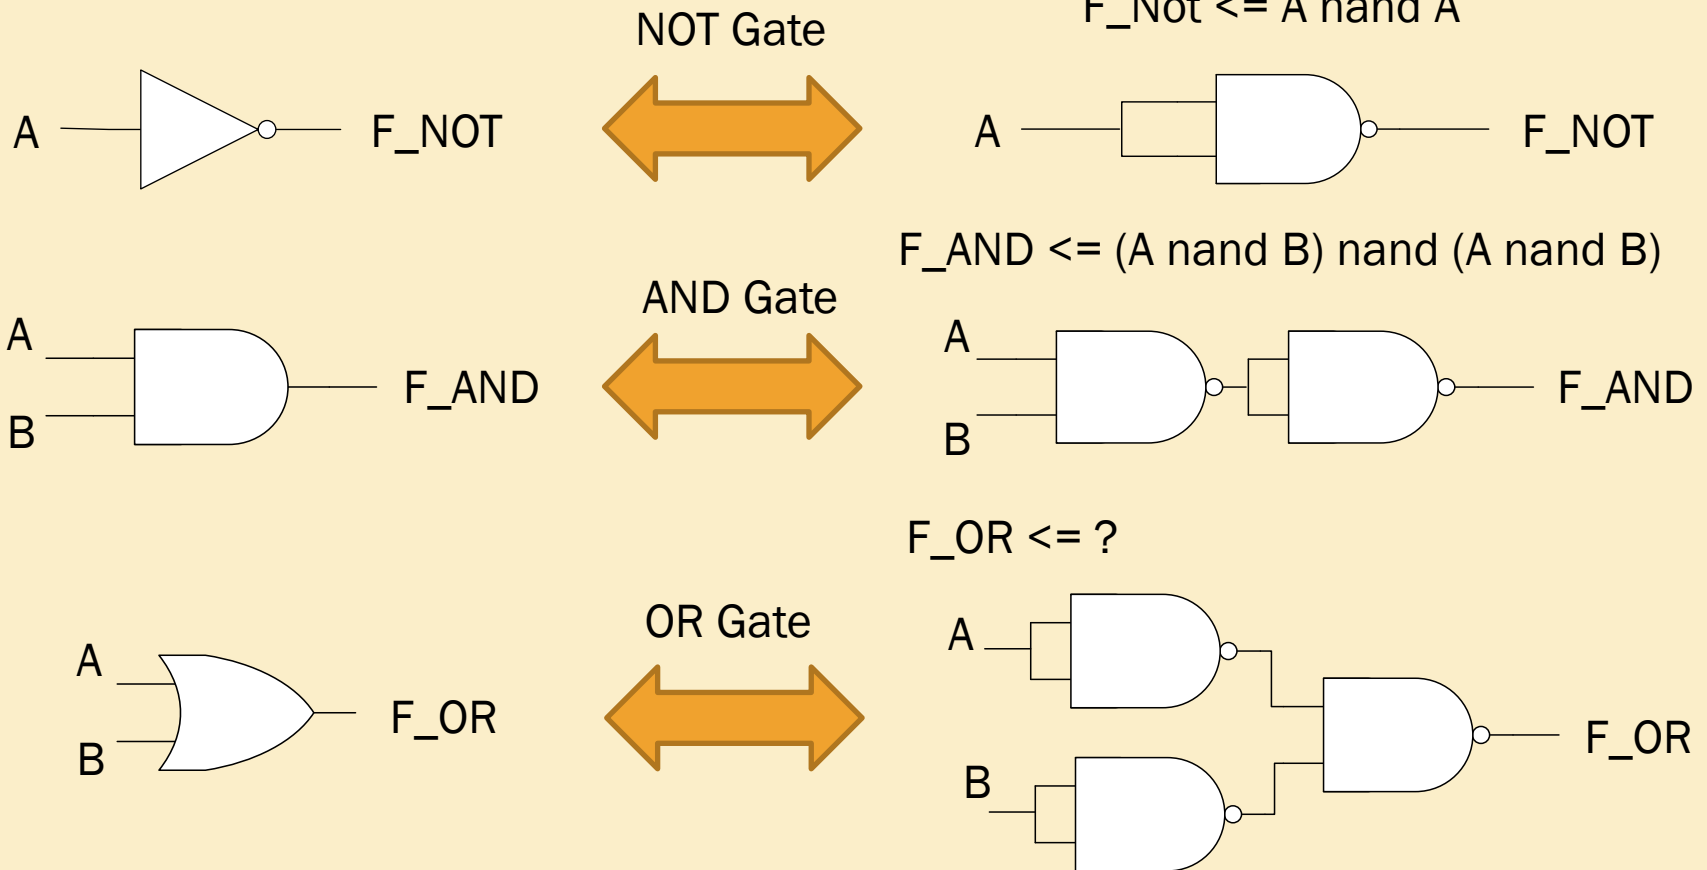 NOT Gate
F_Not <= A nand A
A
F_NOT
A
F_NOT
F_AND <= (A nand B) nand (A nand B)
AND Gate
A
B
F_AND
A
B
F_AND
F_OR <= ?
OR Gate
A
B
F_OR
A
B
F_OR